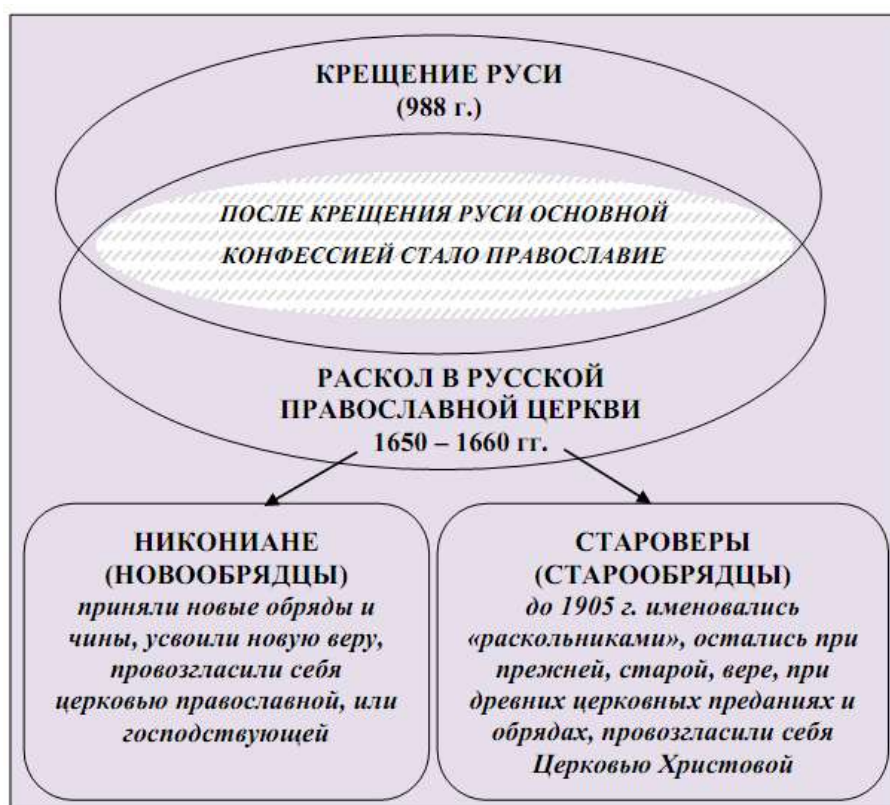 КРЕЩЕНИЕ РУСИ
(988 г.)
ПОСЛЕ КРЕЩЕНИЯ РУСИ ОСНОВНОЙ
КОНФЕССИЕЙ СТАЛО ПРАВОСЛАВИЕ
РАСКОЛ В РУССКОЙ
ПРАВОСЛАВНОЙ ЦЕРКВИ
1650 – 1660 гг.
НИКОНИАНЕ
(НОВООБРЯДЦЫ)
приняли новые обряды и
чины, усвоили новую веру,
провозгласили себя
церковью православной, или
господствующей
СТАРОВЕРЫ
(СТАРООБРЯДЦЫ)
до 1905 г. именовались
«раскольниками», остались при
прежней, старой, вере, при
древних церковных преданиях и
обрядах, провозгласили себя
Церковью Христовой